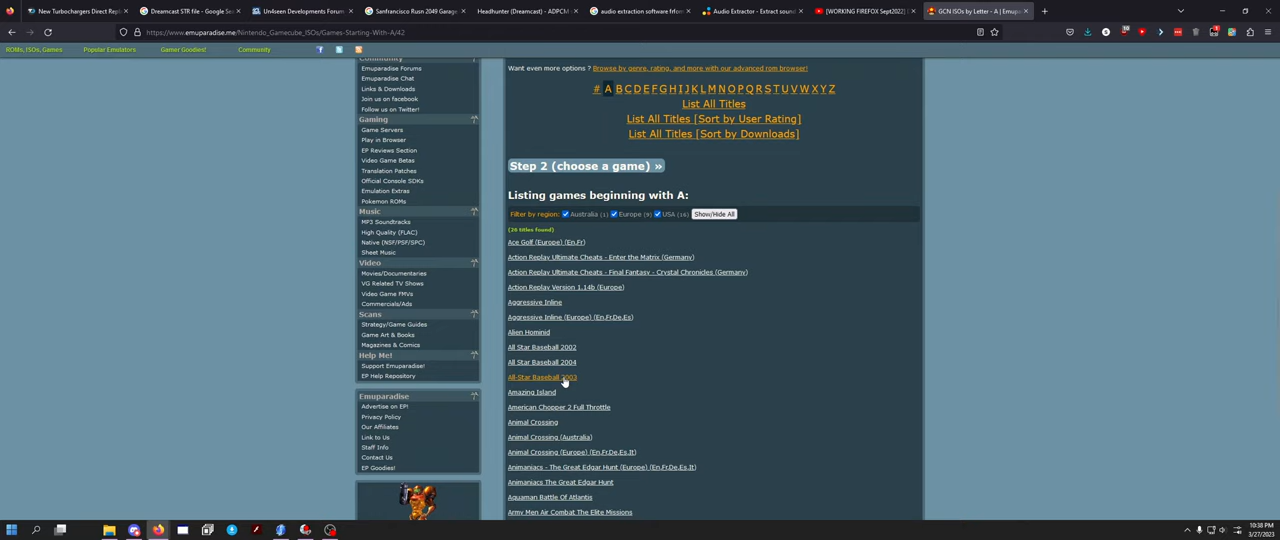 New Turbochargers Direct Repl
Dreamcast STR file - Google Sea
Un4seen Developments Forum
Sanfrancisco Rush 2049 Garage
Headhunter (Dreamcast) - ADPCM
audio extraction software frfom
Audio Extractor - Extract sound
[WORKING FIREFOX Sept2022]
GCN ISOs by Letter - A | Emupa
https://www.emuparadise.me/Nintendo_Gamecube_ISOs/Games-Starting-With-A/42
ROMs, ISOs, Games
Popular Emulators
Gamer Goodies!
Community
Community
Emuparadise Forums
Emuparadise Chat
Links & Downloads
Join us on facebook
Follow us on Twitter!
Gaming
Game Servers
Play in Browser
EP Reviews Section
Video Game Betas
Translation Patches
Official Console SDKs
Emulation Extras
Pokemon ROMs
Music
MP3 Soundtracks
High Quality (FLAC)
Native (NSF/PSF/SPC)
Sheet Music
Video
Movies/Documentaries
VG Related TV Shows
Video Game FMVs
Commercials/Ads
Scans
Strategy/Game Guides
Game Art & Books
Magazines & Comics
Help Me!
Support Emuparadise!
EP Help Repository
Emuparadise
Advertise on EP!
Privacy Policy
Our Affiliates
Link to Us
Staff Info
Contact Us
EP Goodies!
Want even more options ? Browse by genre, rating, and more with our advanced rom browser!
# A B C D E F G H I J K L M N O P Q R S T U V W X Y Z
List All Titles
List All Titles [Sort by User Rating]
List All Titles [Sort by Downloads]
Step 2 (choose a game) »
Listing games beginning with A:
Filter by region: Australia (1) Europe (9) USA (16) Show/Hide All
(26 titles found)
Ace Golf (Europe) (En,Fr)
Action Replay Ultimate Cheats - Enter the Matrix (Germany)
Action Replay Ultimate Cheats - Final Fantasy - Crystal Chronicles (Germany)
Action Replay Version 1.14b (Europe)
Aggressive Inline
Aggressive Inline (Europe) (En,Fr,De,Es)
Alien Hominid
All Star Baseball 2002
All Star Baseball 2004
All-Star Baseball 2003
Amazing Island
American Chopper 2 Full Throttle
Animal Crossing
Animal Crossing (Australia)
Animal Crossing (Europe) (En,Fr,De,Es,It)
Animaniacs - The Great Edgar Hunt (Europe) (En,Fr,De,Es,It)
Animaniacs The Great Edgar Hunt
Aquaman Battle Of Atlantis
Army Men Air Combat The Elite Missions
10:38 PM
3/27/2023